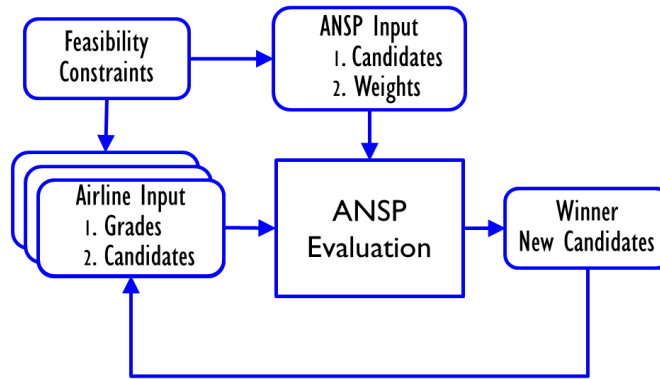 Feasibility
Constraints
ANSP Input
1. Candidates
2. Weights
Airline Input
1. Grades
2. Candidates
ANSP
Evaluation
Winner
New Candidates